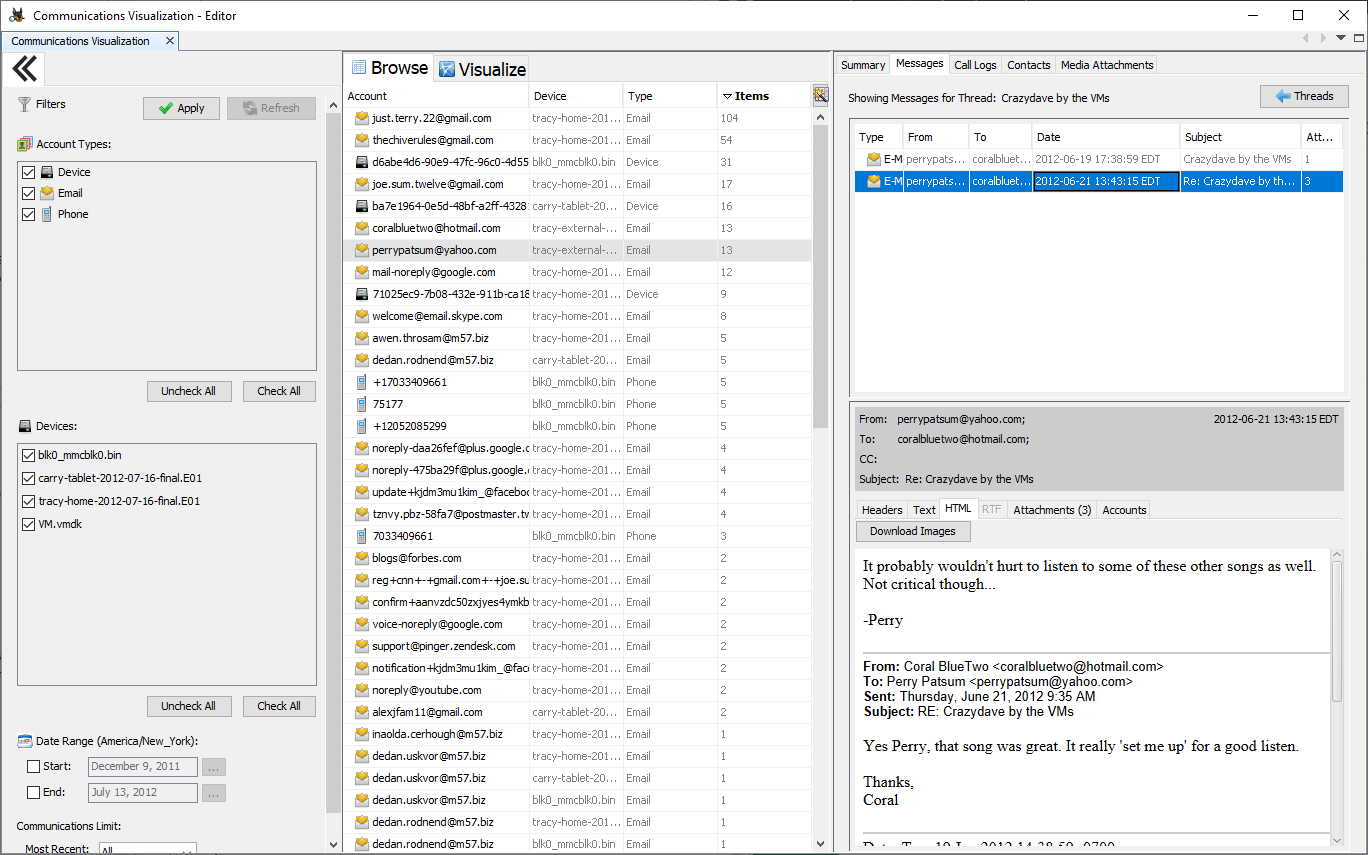 Communications Visualization - Editor
Communications Visualization
Filters
Apply
Refresh
Account Types:
Device
Email
Phone
Uncheck All
Check All
Devices:
blk0_mmcblk0.bin
carry-tablet-2012-07-16-final.E01
tracy-home-2012-07-16-final.E01
VM.vmdk
Uncheck All
Check All
Date Range (America/New_York):
Start: December 9, 2011 ...
End: July 13, 2012 ...
Communications Limit:
Most Recent: All
Browse
Visualize
Account Device Type Items
just.terry.22@gmail.com tracy-home-201... Email 104
thechiverules@gmail.com tracy-home-201... Email 54
d6abe4d6-90e9-47fc-96c0-4d55 blk0_mmcblk0.bin Device 31
joe.sum.twelve@gmail.com tracy-home-201... Email 17
ba7e1964-0e5d-48bf-a2ff-4328: carry-tablet-20... Device 16
coralbluetwo@hotmail.com tracy-external-... Email 13
perrypatsum@yahoo.com tracy-external-... Email 13
mail-noreply@google.com tracy-home-201... Email 12
71025ec9-7b08-432e-911b-ca18 tracy-home-201... Device 9
welcome@email.skype.com tracy-home-201... Email 8
awen.throsam@m57.biz tracy-home-201... Email 5
dedan.rodnend@m57.biz carry-tablet-20... Email 5
+17033409661 blk0_mmcblk0.bin Phone 5
75177 blk0_mmcblk0.bin Phone 5
+12052085299 blk0_mmcblk0.bin Phone 5
noreply-daa26fef@plus.google.c tracy-home-201... Email 4
noreply-475ba29f@plus.google.c tracy-home-201... Email 4
update+kjdm3mu1kim_@faceboo tracy-home-201... Email 4
tznvy.pbz-58fa7@postmaster.tw tracy-home-201... Email 4
7033409661 blk0_mmcblk0.bin Phone 3
blogs@forbes.com tracy-home-201... Email 2
reg+cnn+-+gmail.com+-+joe.su tracy-home-201... Email 2
confirm+aanvzdc50zxjyes4ymkb tracy-home-201... Email 2
voice-noreply@google.com tracy-home-201... Email 2
support@pinger.zendesk.com tracy-home-201... Email 2
notification+kjdm3mu1kim_@fac tracy-home-201... Email 2
noreply@youtube.com tracy-home-201... Email 2
alexjfam11@gmail.com carry-tablet-20... Email 2
inaolda.cerhough@m57.biz tracy-home-201... Email 1
dedan.uskvor@m57.biz tracy-home-201... Email 1
dedan.uskvor@m57.biz carry-tablet-20... Email 1
dedan.uskvor@m57.biz blk0_mmcblk0.bin Email 1
dedan.rodnend@m57.biz tracy-home-201... Email 1
dedan.rodnend@m57.biz blk0_mmcblk0.bin Email 1
Summary Messages Call Logs Contacts Media Attachments
Showing Messages for Thread: Crazydave by the VMs
Threads
Type From To Date Subject Att...
E-M perrypats... coralbluet... 2012-06-19 17:38:59 EDT Crazydave by the VMs 1
E-M perrypats... coralbluet... 2012-06-21 13:43:15 EDT Re: Crazydave by th... 3
From: perrypatsum@yahoo.com; 2012-06-21 13:43:15 EDT
To: coralbluetwo@hotmail.com;
CC:
Subject: Re: Crazydave by the VMs
Headers Text HTML RTF Attachments (3) Accounts
Download Images
It probably wouldn't hurt to listen to some of these other songs as well.
Not critical though...
-Perry
From: Coral BlueTwo <coralbluetwo@hotmail.com>
To: Perry Patsum <perrypatsum@yahoo.com>
Sent: Thursday, June 21, 2012 9:35 AM
Subject: RE: Crazydave by the VMs
Yes Perry, that song was great. It really 'set me up' for a good listen.
Thanks,
Coral